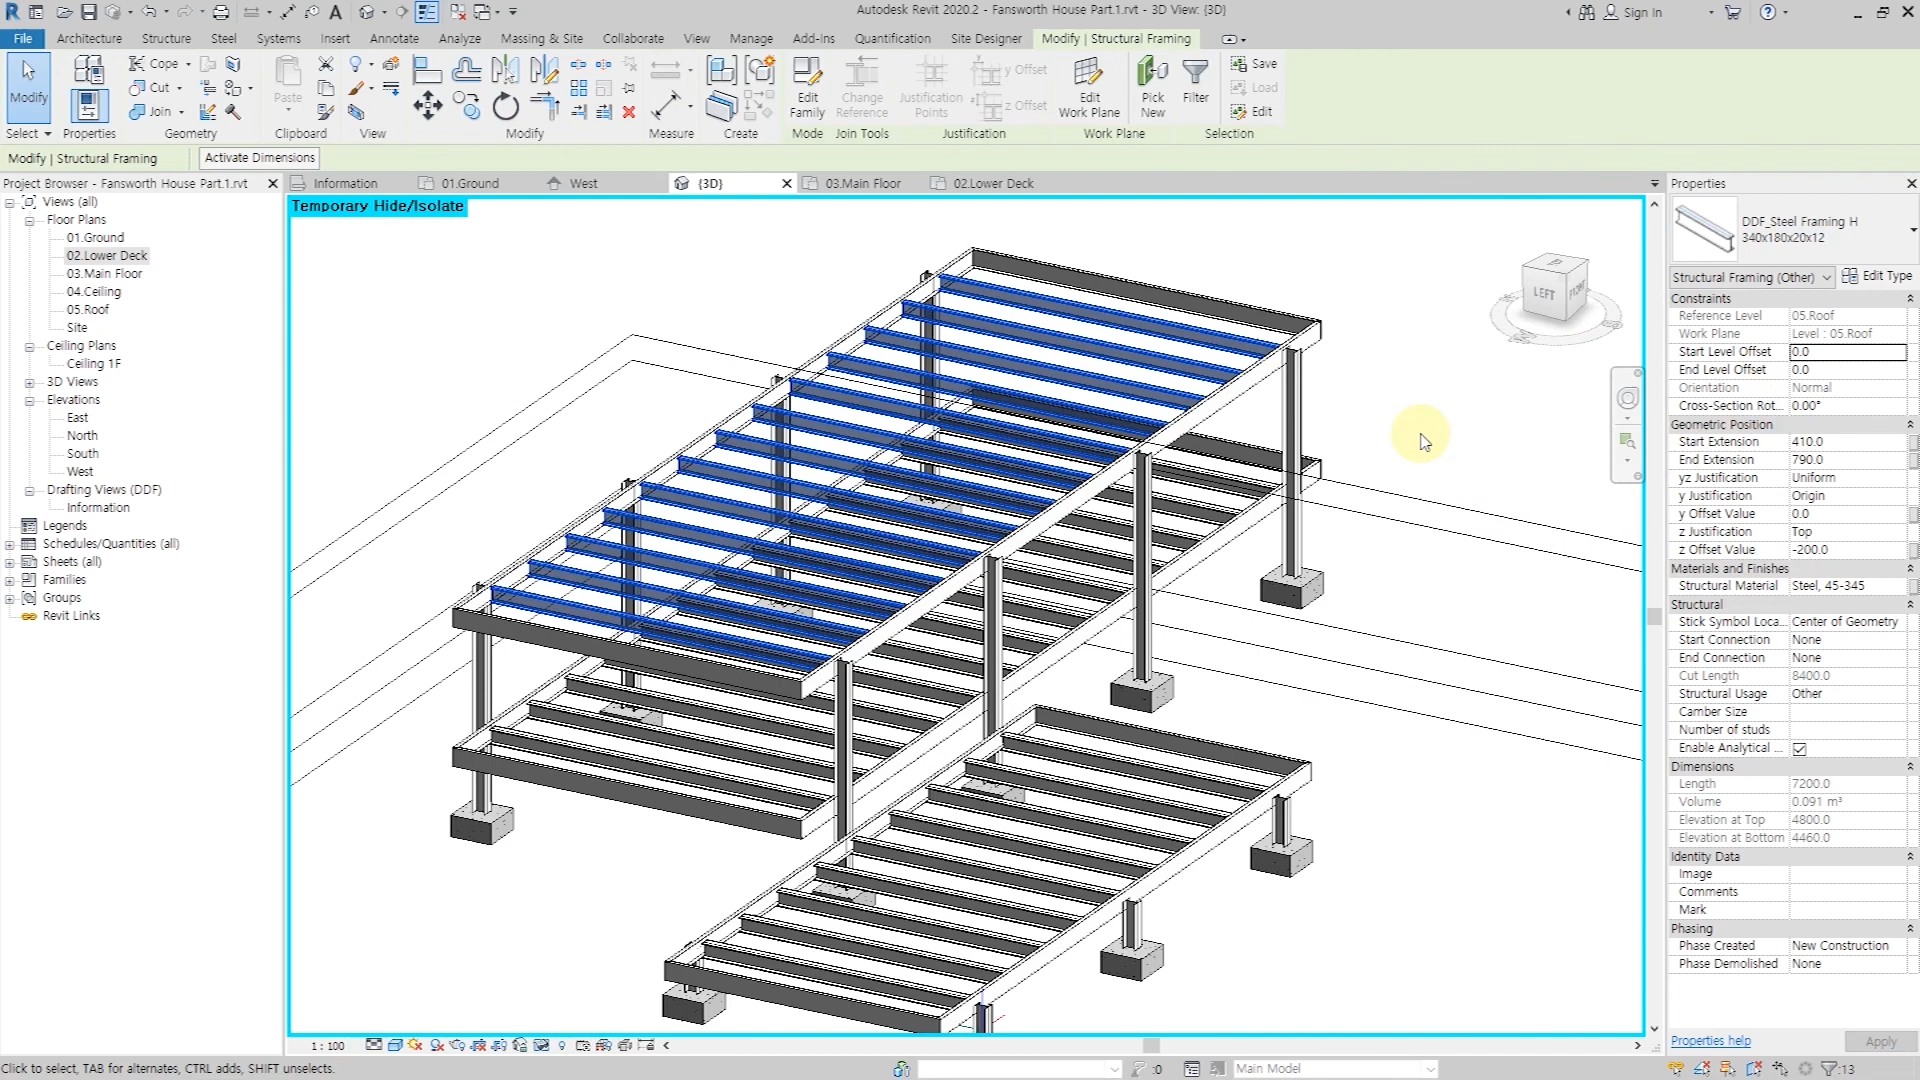 Autodesk Revit 2020.2 - Fansworth House Part.1.rvt - 3D View: {3D}
Sign In
File Architecture Structure Steel Systems Insert Annotate Analyze Massing & Site Collaborate View Manage Add-Ins Quantification Site Designer Modify | Structural Framing
Modify
Cope
Cut
Join
Paste
Edit Family
Change Reference
Justification Points
y Offset
z Offset
Edit Work Plane
Pick New
Filter
Save
Load
Edit
Select Properties Geometry Clipboard View Modify Measure Create Mode Join Tools Justification Work Plane Selection
Modify | Structural Framing Activate Dimensions
Project Browser - Fansworth House Part.1.rvt
Information 01.Ground West {3D} 03.Main Floor 02.Lower Deck
Views (all)
Floor Plans
01.Ground
02.Lower Deck
03.Main Floor
04.Ceiling
05.Roof
Site
Ceiling Plans
Ceiling 1F
3D Views
Elevations
East
North
South
West
Drafting Views (DDF)
Information
Legends
Schedules/Quantities (all)
Sheets (all)
Families
Groups
Revit Links
Temporary Hide/Isolate
LEFT
Properties
DDF_Steel Framing H
340x180x20x12
Structural Framing (Other) Edit Type
Constraints
Reference Level 05.Roof
Work Plane Level : 05.Roof
Start Level Offset 0.0
End Level Offset 0.0
Orientation Normal
Cross-Section Rot... 0.00°
Geometric Position
Start Extension 410.0
End Extension 790.0
yz Justification Uniform
y Justification Origin
y Offset Value 0.0
z Justification Top
z Offset Value -200.0
Materials and Finishes
Structural Material Steel, 45-345
Structural
Stick Symbol Loca... Center of Geometry
Start Connection None
End Connection None
Cut Length 8400.0
Structural Usage Other
Camber Size
Number of studs
Enable Analytical ...
Dimensions
Length 7200.0
Volume 0.091 m³
Elevation at Top 4800.0
Elevation at Bottom 4460.0
Identity Data
Image
Comments
Mark
Phasing
Phase Created New Construction
Phase Demolished None
Properties help Apply
1 : 100
Click to select, TAB for alternates, CTRL adds, SHIFT unselects.
:0
Main Model
:13